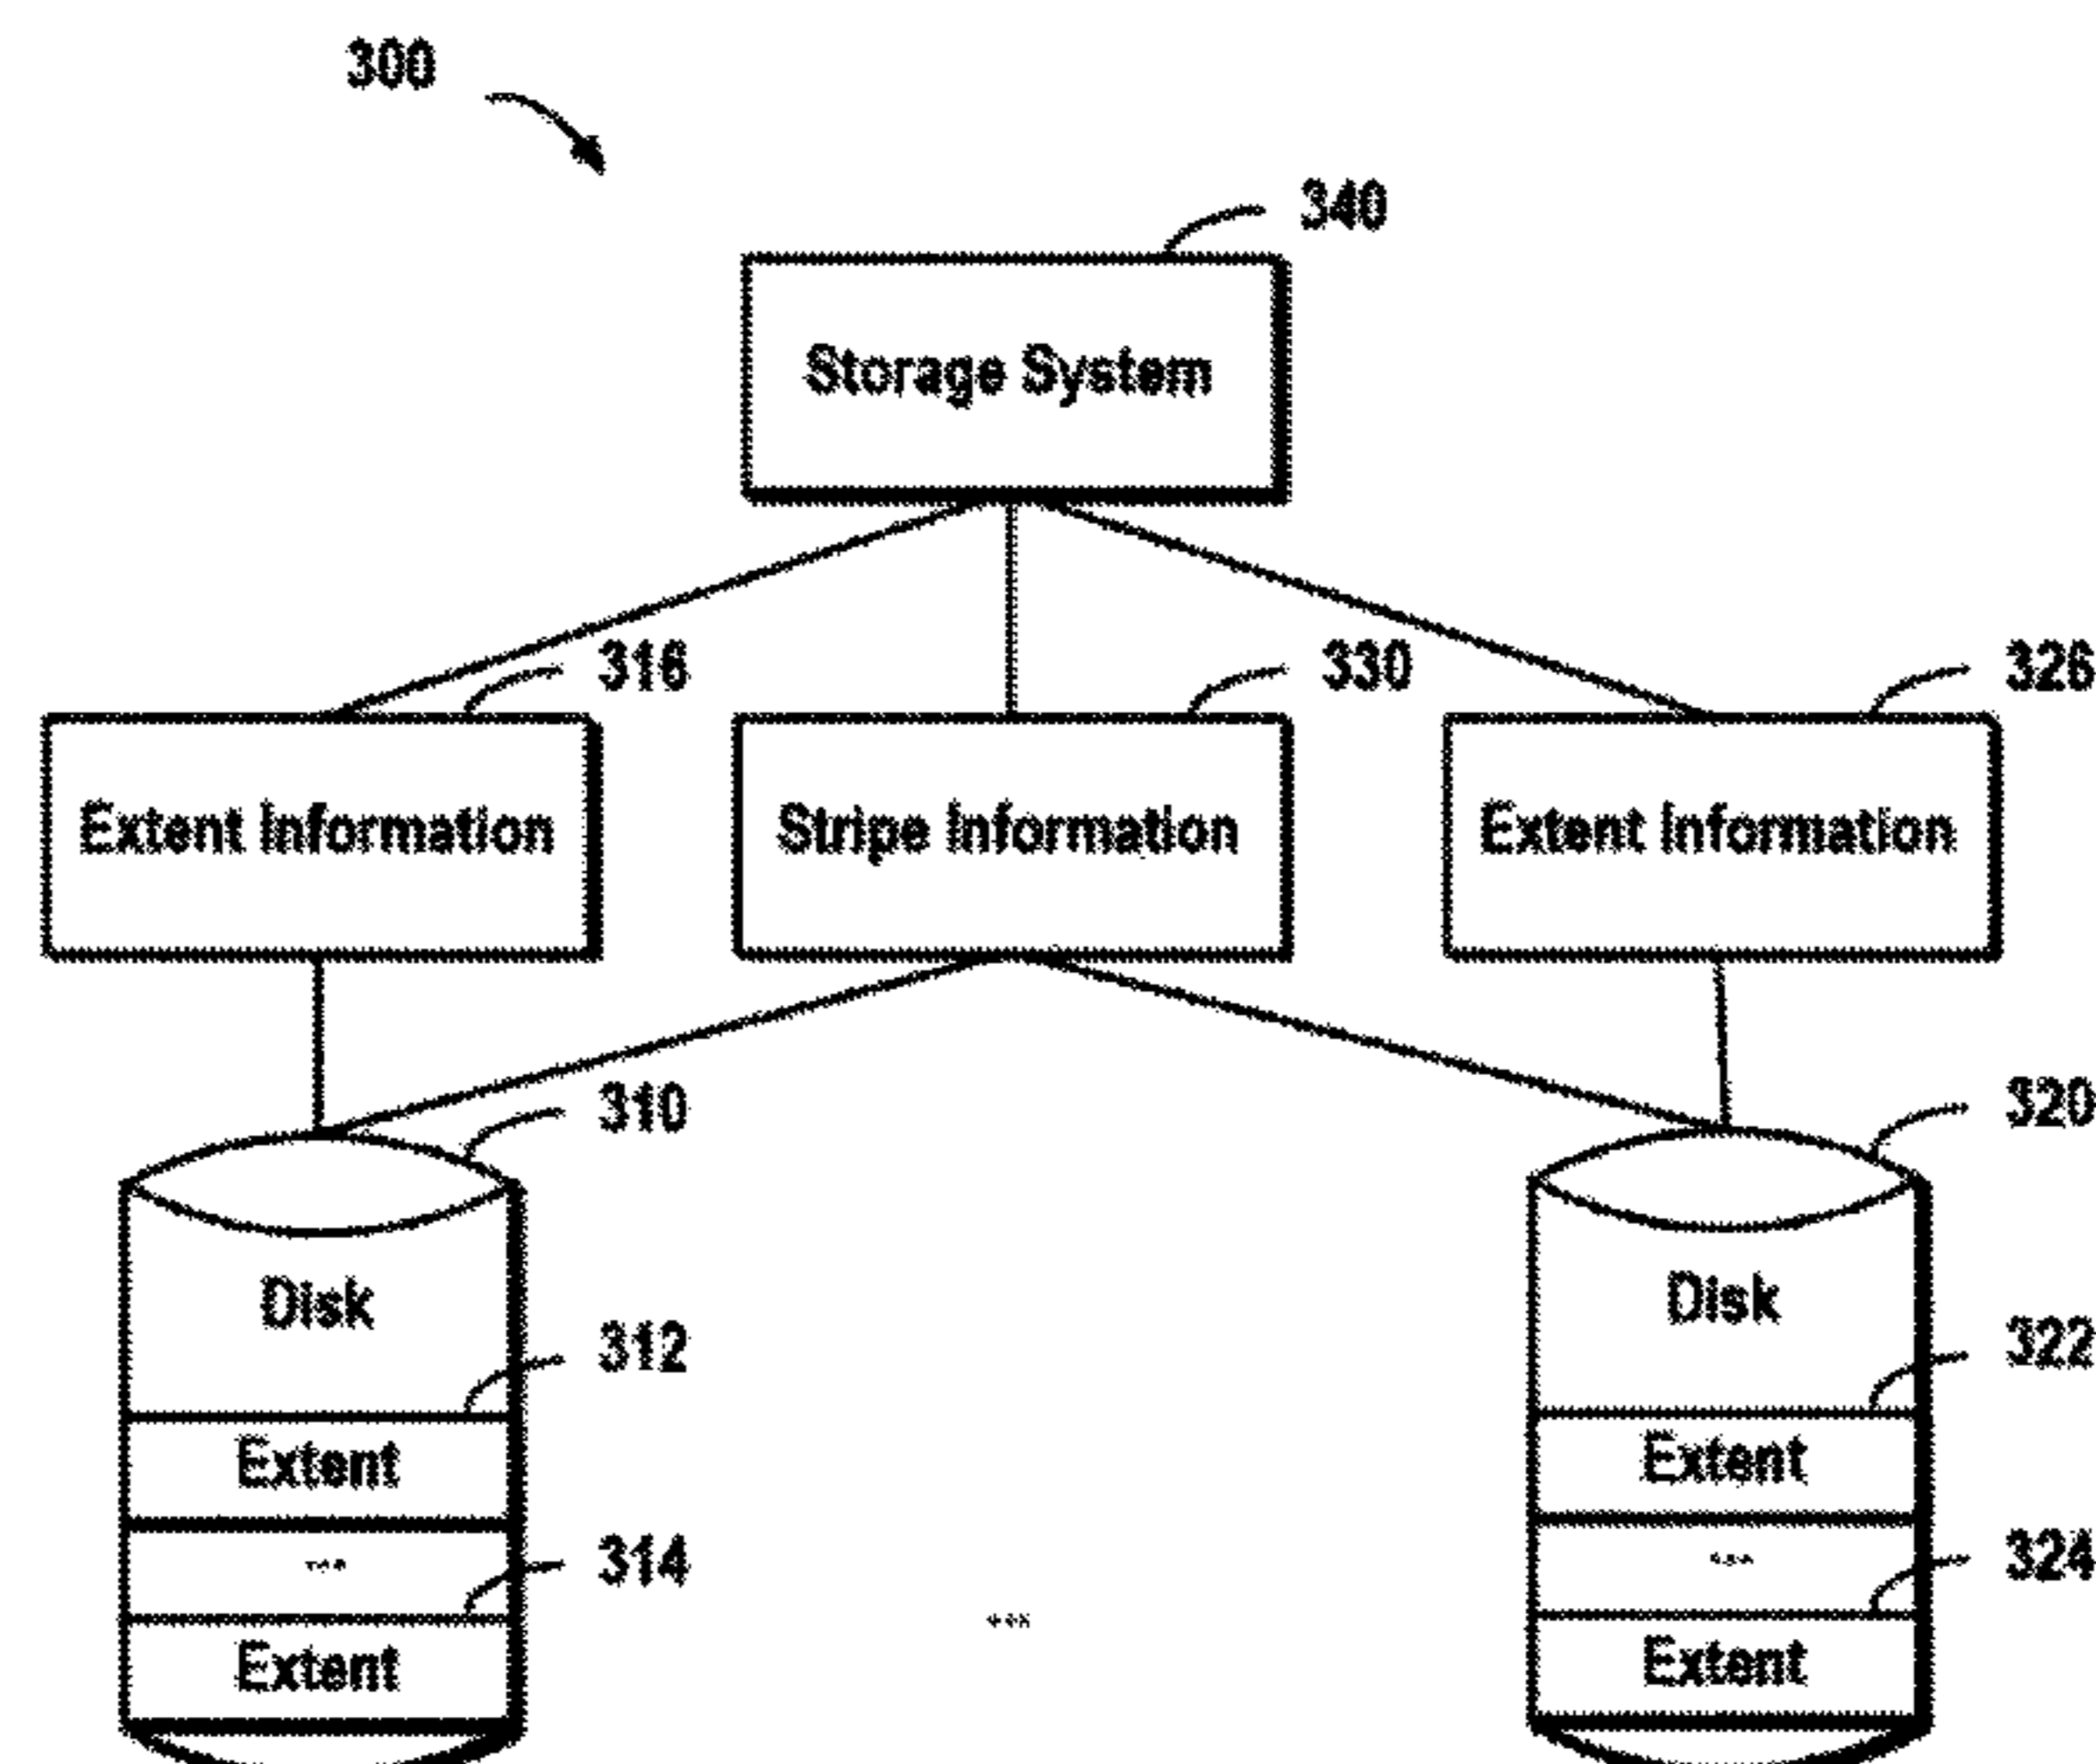 300
340
Storage System
316
330
326
Extent Information
Stripe Information
Extent Information
310
320
Disk
Disk
312
322
Extent
Extent
...
...
314
324
...
Extent
Extent